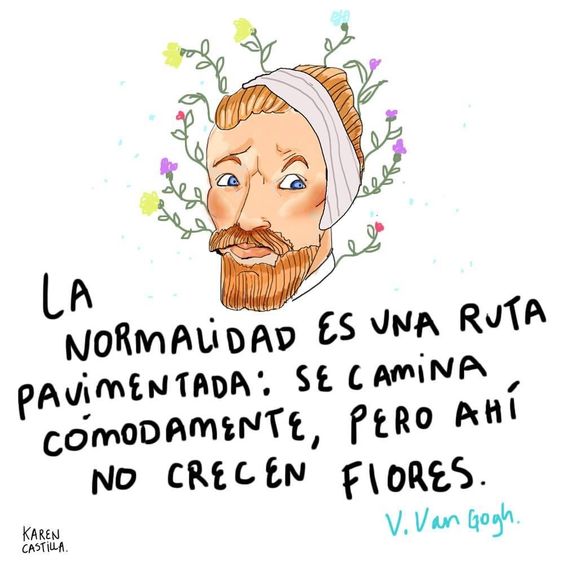 LA
NORMALIDAD ES UNA RUTA
PAVIMENTADA: SE CAMINA
CÓMODAMENTE, PERO AHÍ
NO CRECEN FLORES.
V. Van Gogh.
KAREN
CASTILLA.